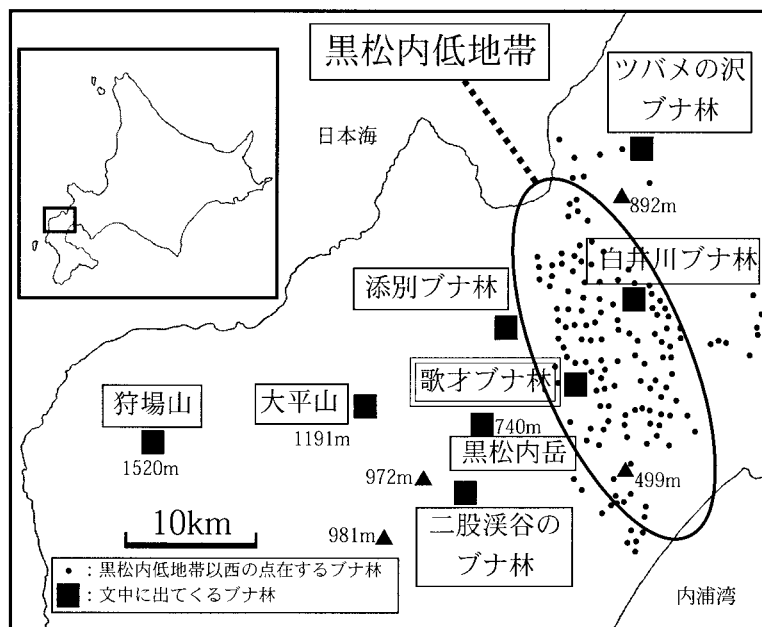 黒松内低地帯
ツバメの沢
ブナ林
日本海
892m
白井川ブナ林
添別ブナ林
歌才ブナ林
大平山
1191m
狩場山
1520m
740m
黒松内岳
972m
499m
二股渓谷の
ブナ林
10km
981m
：黒松内低地帯以西の点在するブナ林
：文中に出てくるブナ林
内浦湾